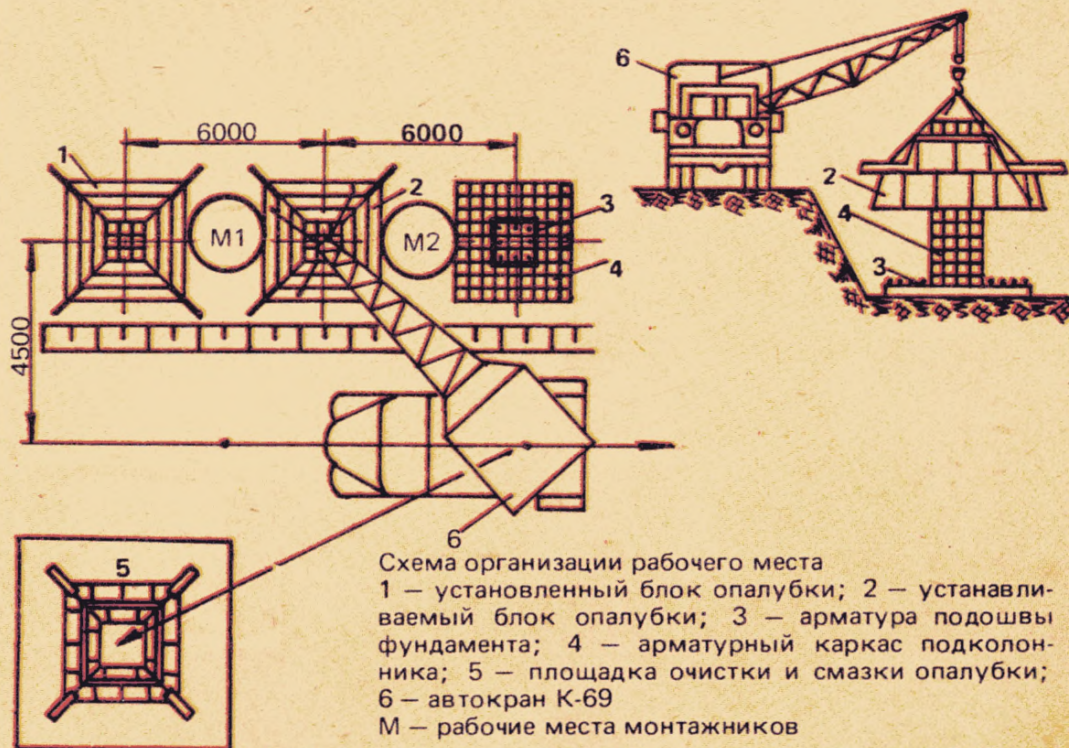 6
6000
6000
1
2
2
М1
М2
3
4
4
3
4500
6
5
Схема организации рабочего места
1 — установленный блок опалубки; 2 — устанавли-
ваемый блок опалубки; 3 — арматура подошвы
фундамента; 4 — арматурный каркас подколон-
ника; 5 — площадка очистки и смазки опалубки;
6 — автокран К-69
М — рабочие места монтажников